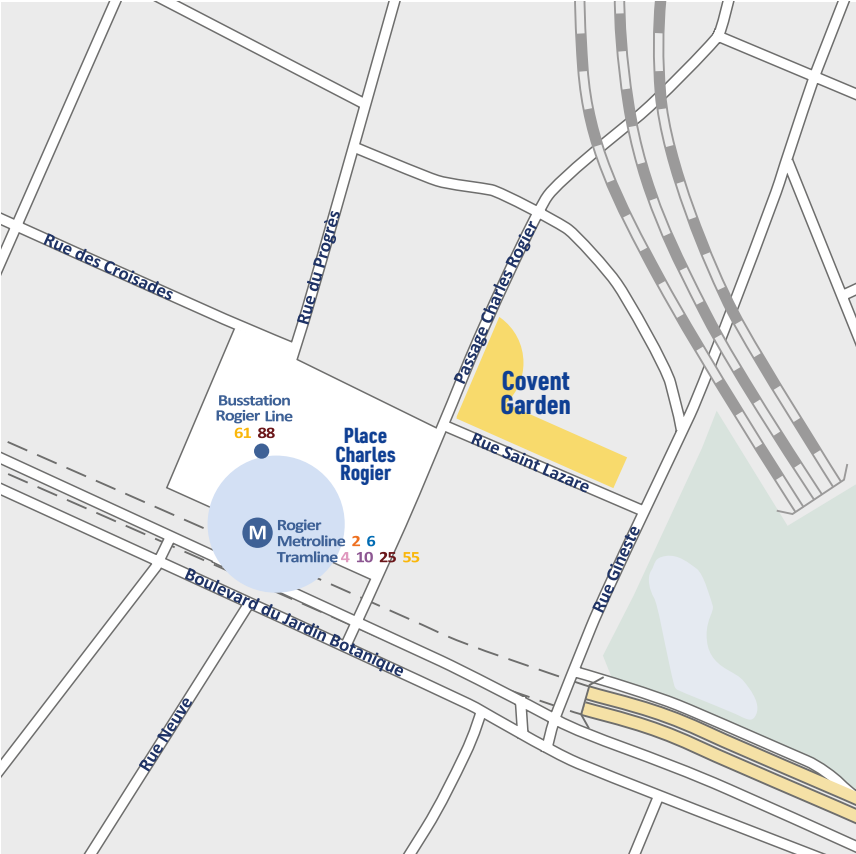 Rue des Croisades
Rue du Progrès
Passage Charles Rogier
Covent
Garden
Busstation
Rogier Line
61 88
Place
Charles
Rogier
Rue Saint Lazare
M
Rogier
Metroline 2 6
Tramline 4 10 25 55
Rue Gineste
Boulevard du Jardin Botanique
Rue Neuve